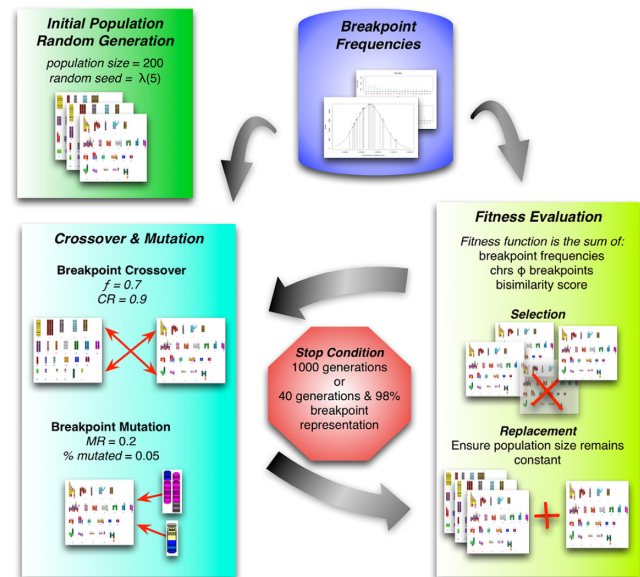 Initial Population
Random Generation
population size = 200
random seed = λ(5)
Breakpoint
Frequencies
Crossover & Mutation
Breakpoint Crossover
f = 0.7
CR = 0.9
Breakpoint Mutation
MR = 0.2
% mutated = 0.05
Stop Condition
1000 generations
or
40 generations & 98%
breakpoint
representation
Fitness Evaluation
Fitness function is the sum of:
breakpoint frequencies
chrs ϕ breakpoints
bisimilarity score
Selection
Replacement
Ensure population size remains
constant